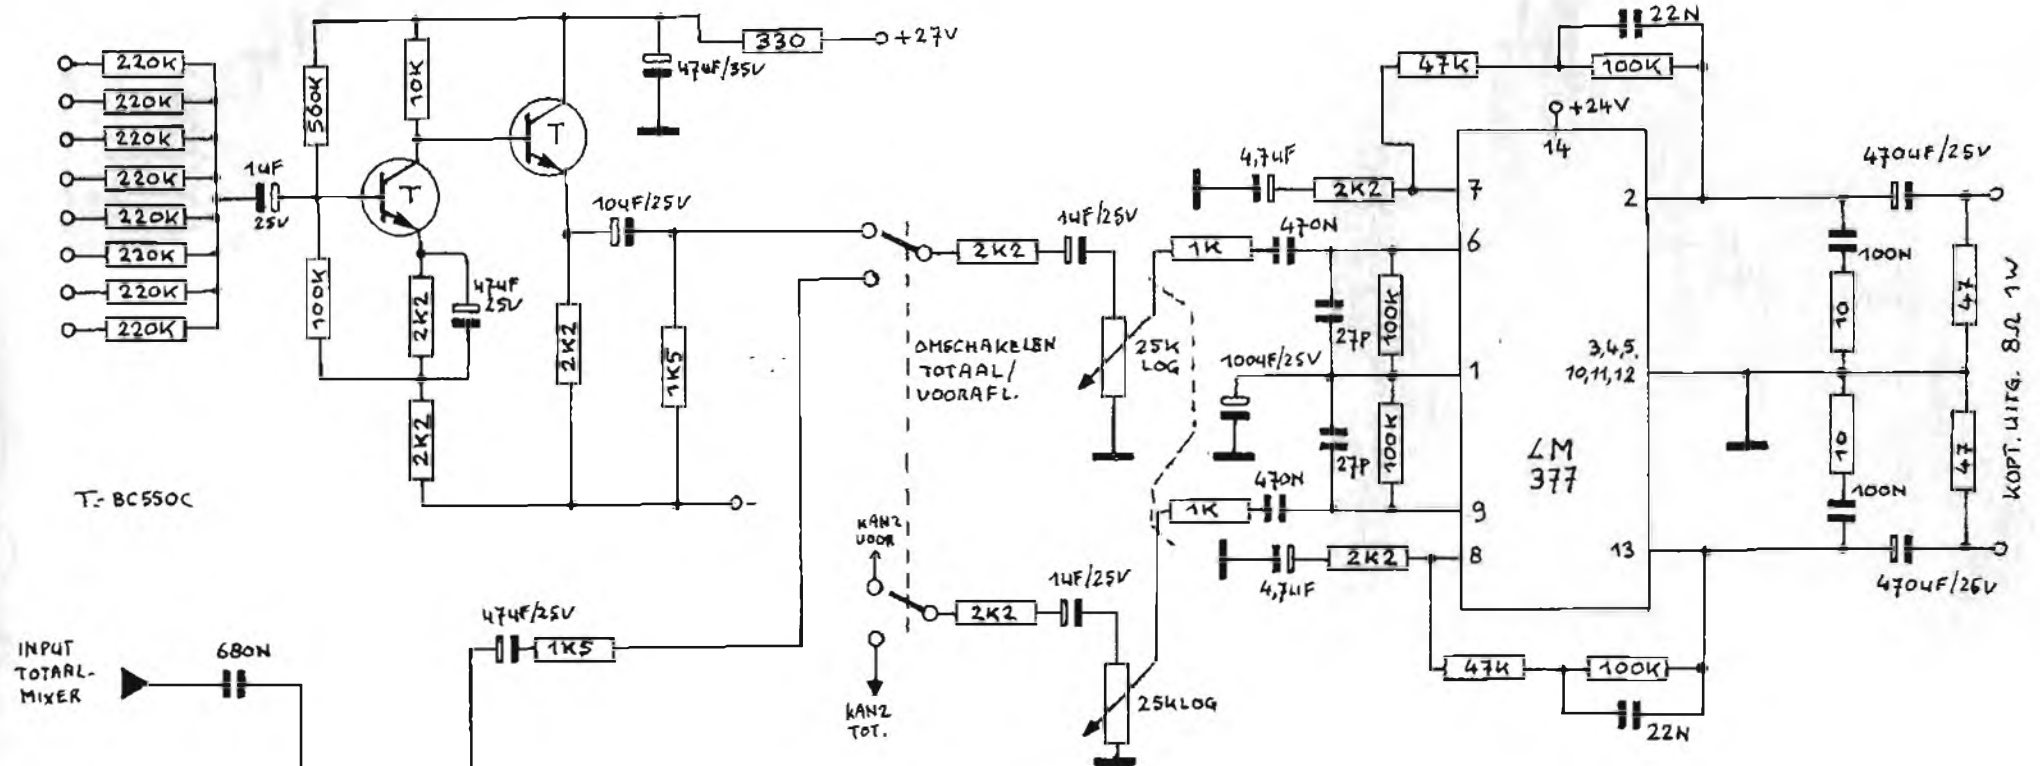 220K
220K
220K
220K
220K
220K
220K
220K
1uF
25V
560K
100K
10K
T
T
2K2
47uF
25V
2K2
2K2
47uF/35V
330
+27V
10uF/25V
1K5
-
T= BC550C
INPUT
TOTAAL-
MIXER
680N
47uF/25V
1K5
OMSCHAKELEN
TOTAAL/
VOORAFL.
KAN2
VOOR
KAN2
TOT.
2K2
1uF/25V
25K
LOG
2K2
1uF/25V
25KLOG
1K
470N
100uF/25V
27P
100K
27P
100K
1K
470N
4,7uF
2K2
4,7uF
2K2
47K
100K
22N
+24V
14
7
6
1
9
8
2
3,4,5.
10,11,12
13
LM
377
47K
100K
22N
470uF/25V
100N
10
47
10
100N
47
470uF/25V
KOPT. UITG. 8Ω 1W